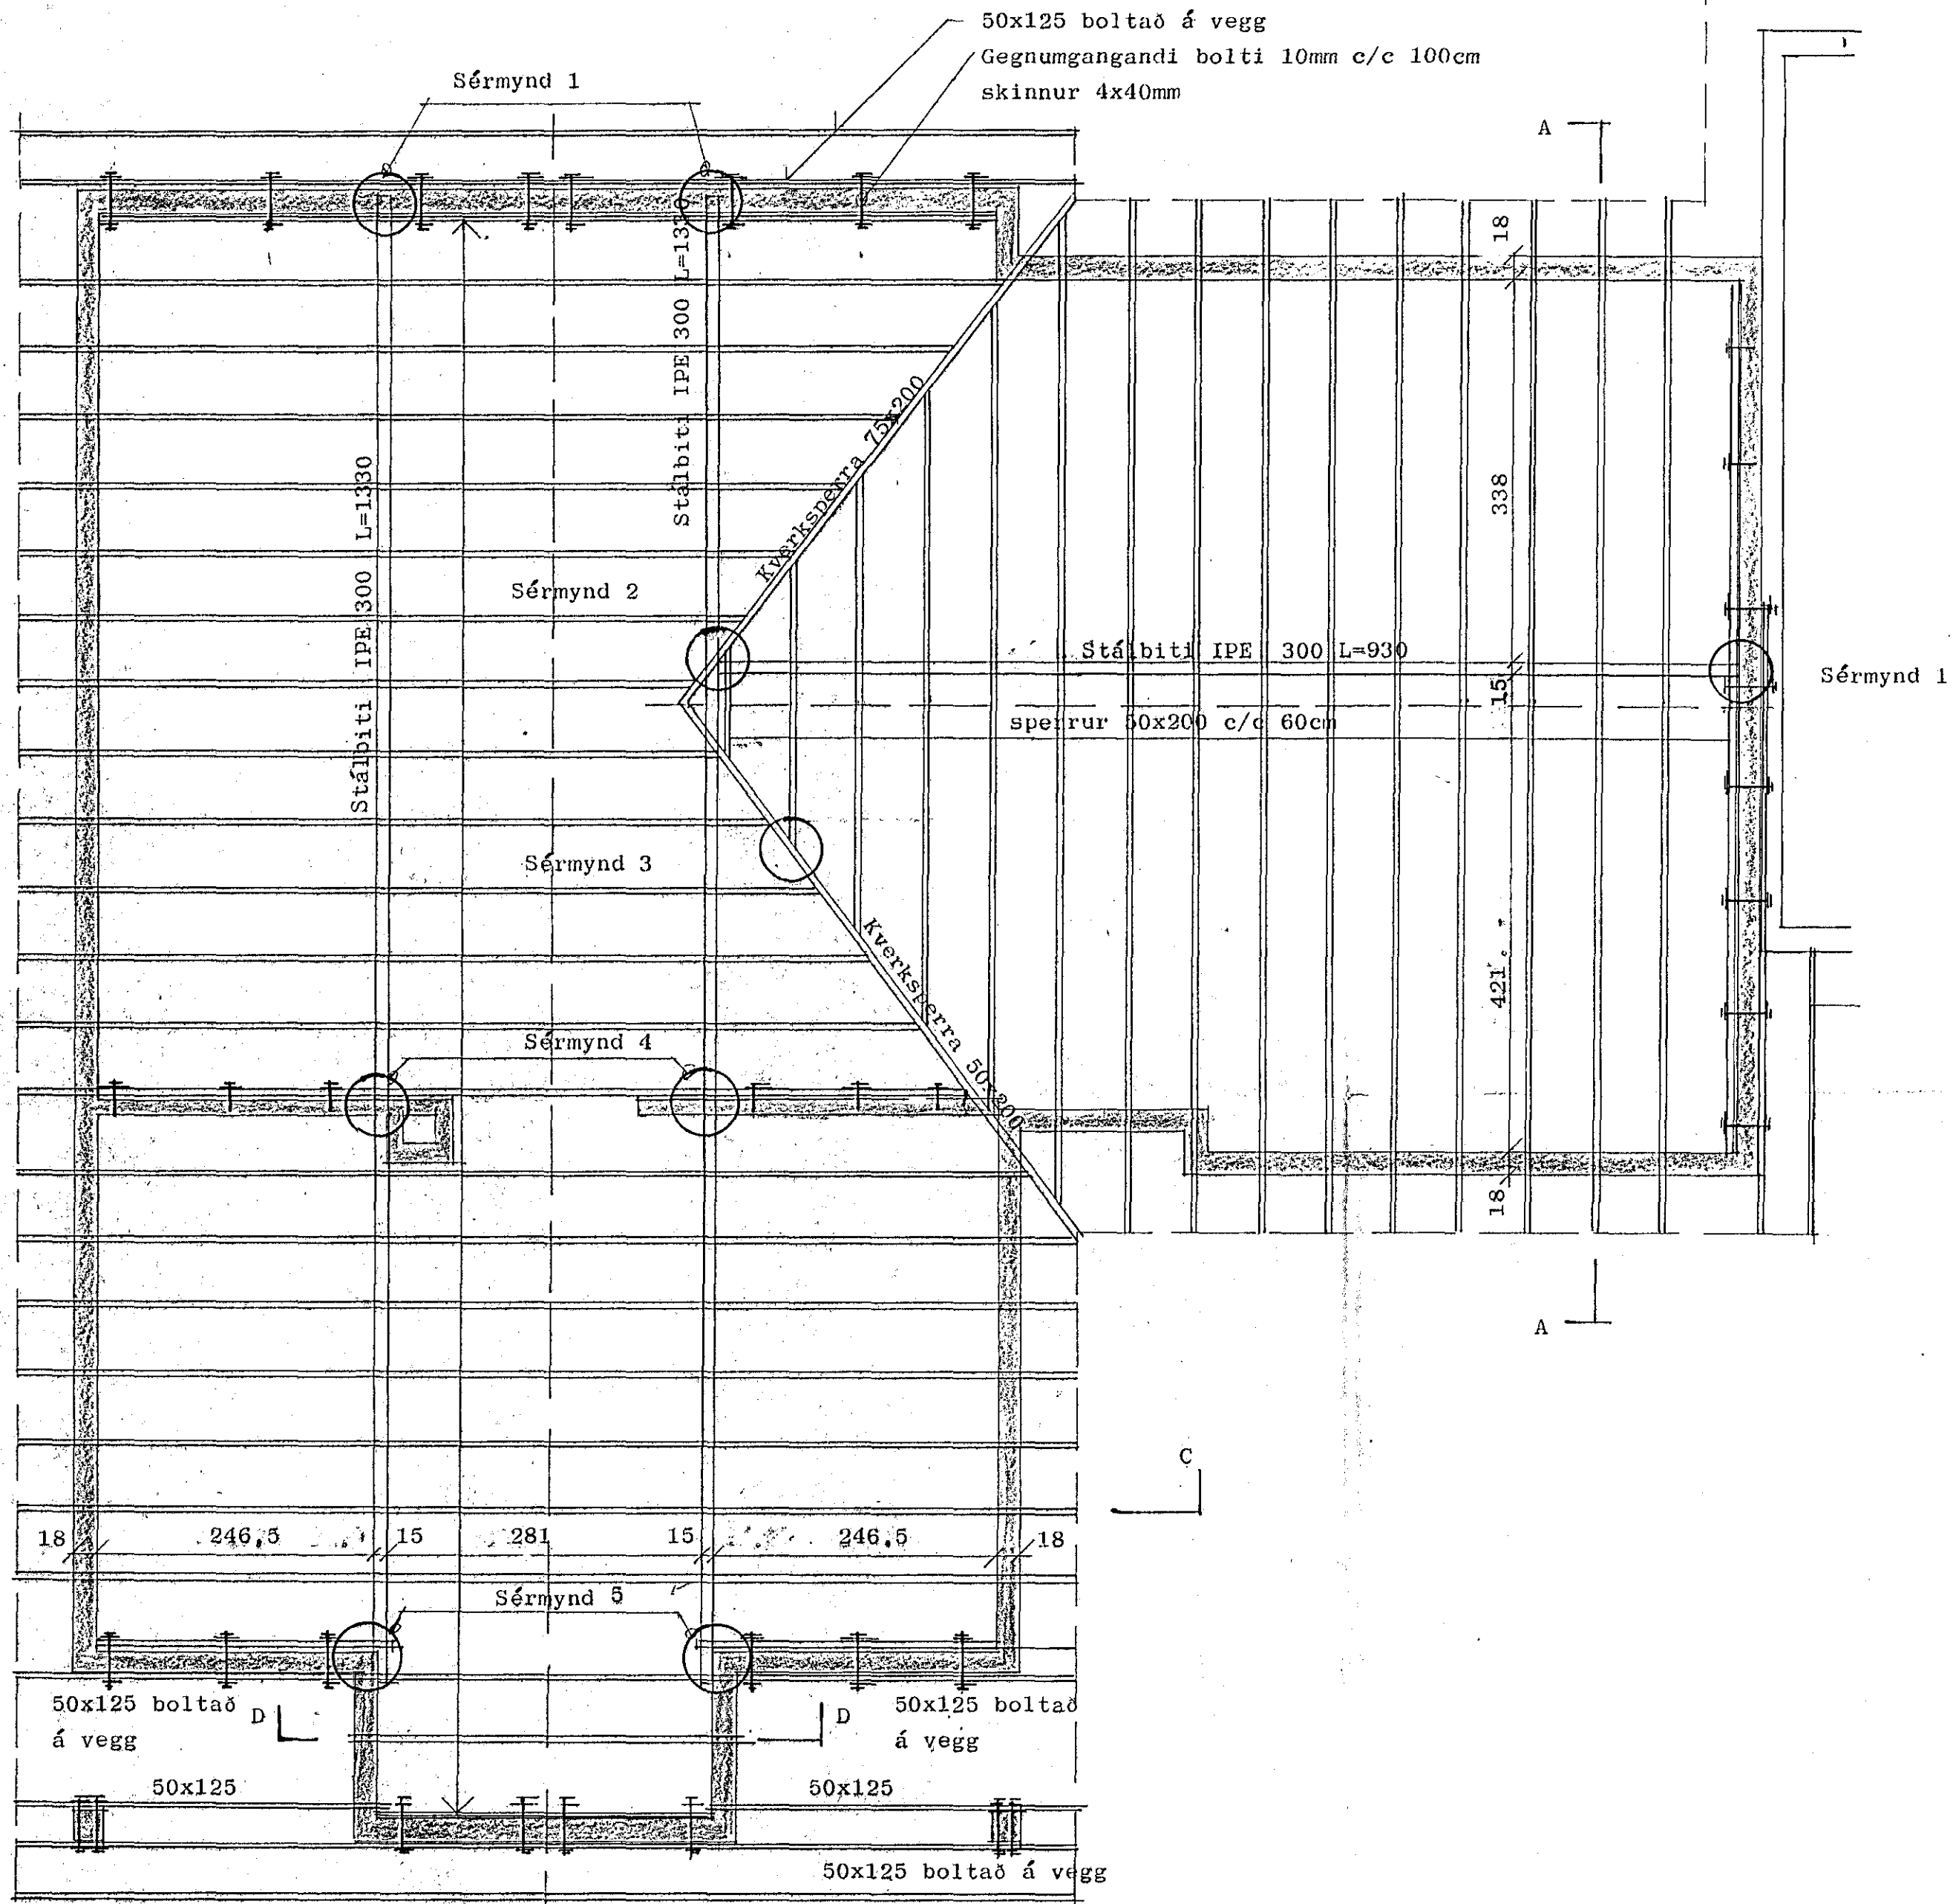 50x125 boltað á vegg
Gegnumgangandi bolti 10mm c/c 100cm
skinnur 4x40mm
Sérmynd 1
A
18
Stálbiti IPE 300 L=1330
Stálbiti IPE 300 L=1330
Kverksperra 75x200
338
Sérmynd 2
Stálbiti IPE 300 L=930
Sérmynd 1
15
sperrur 50x200 c/c 60cm
Sérmynd 3
Kverksperra 50x200
421
Sérmynd 4
18
A
C
18 246,5 15 281 15 246,5 18
Sérmynd 5
50x125 boltað
á vegg
D
D
50x125 boltað
á vegg
50x125
50x125
50x125 boltað á vegg